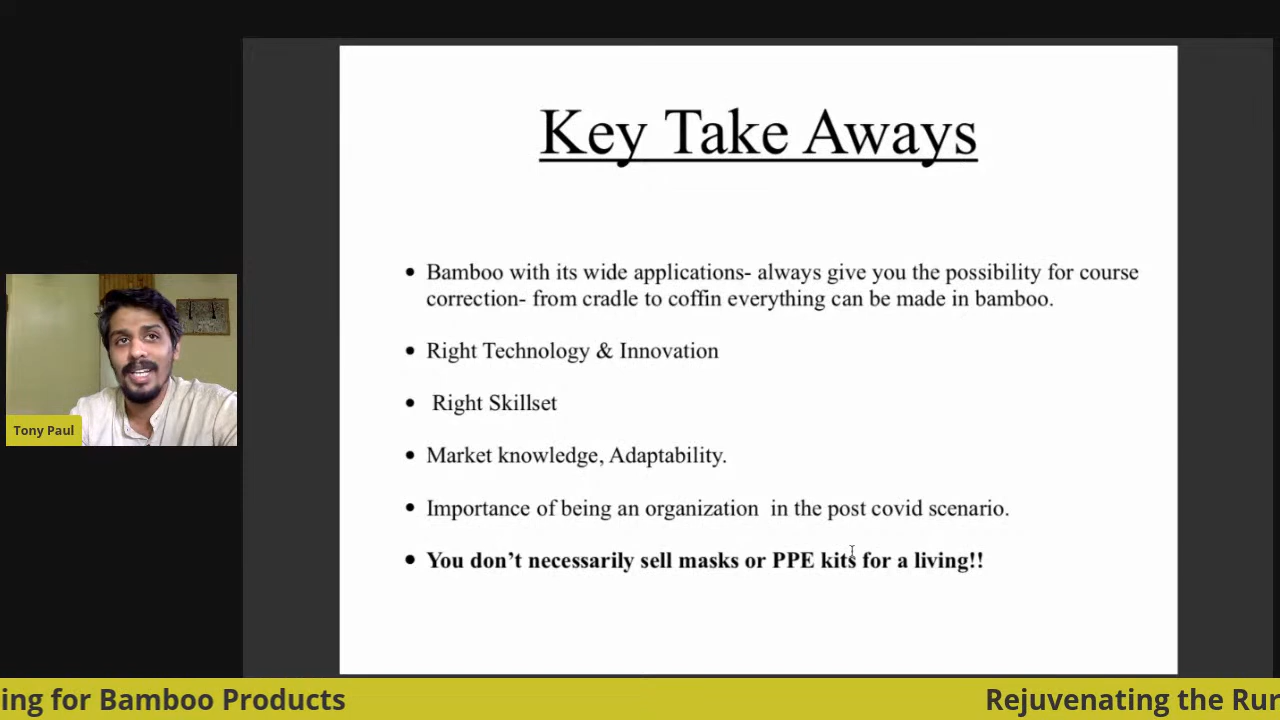 Key Take Aways
• Bamboo with its wide applications- always give you the possibility for course
correction- from cradle to coffin everything can be made in bamboo.
• Right Technology & Innovation
• Right Skillset
• Market knowledge, Adaptability.
• Importance of being an organization in the post covid scenario.
• You don’t necessarily sell masks or PPE kits for a living!!
Tony Paul
ing for Bamboo Products
Rejuvenating the Rur